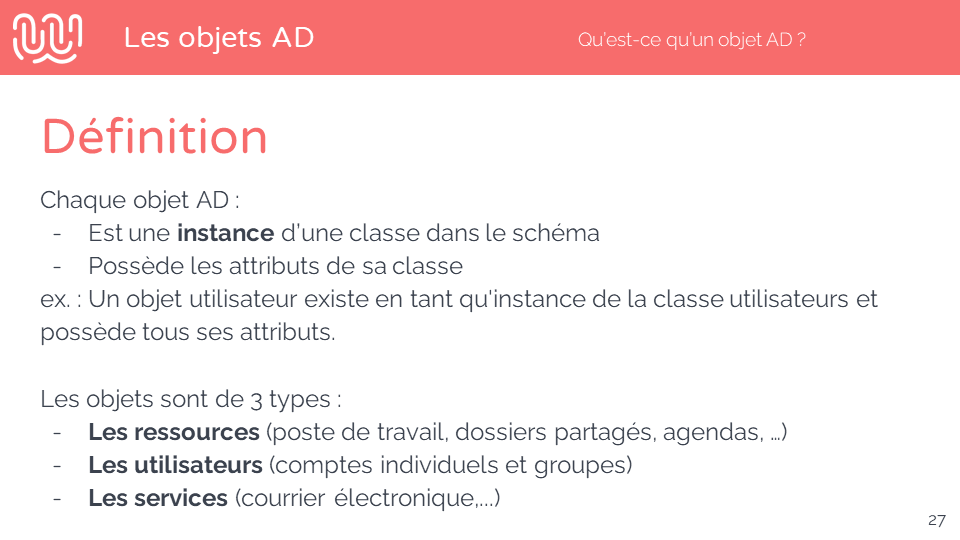 Les objets AD
Qu'est-ce qu'un objet AD ?
Définition
Chaque objet AD :
- Est une instance d'une classe dans le schéma
- Possède les attributs de sa classe
ex. : Un objet utilisateur existe en tant qu'instance de la classe utilisateurs et
possède tous ses attributs.
Les objets sont de 3 types :
- Les ressources (poste de travail, dossiers partagés, agendas, …)
- Les utilisateurs (comptes individuels et groupes)
- Les services (courrier électronique,...)
27